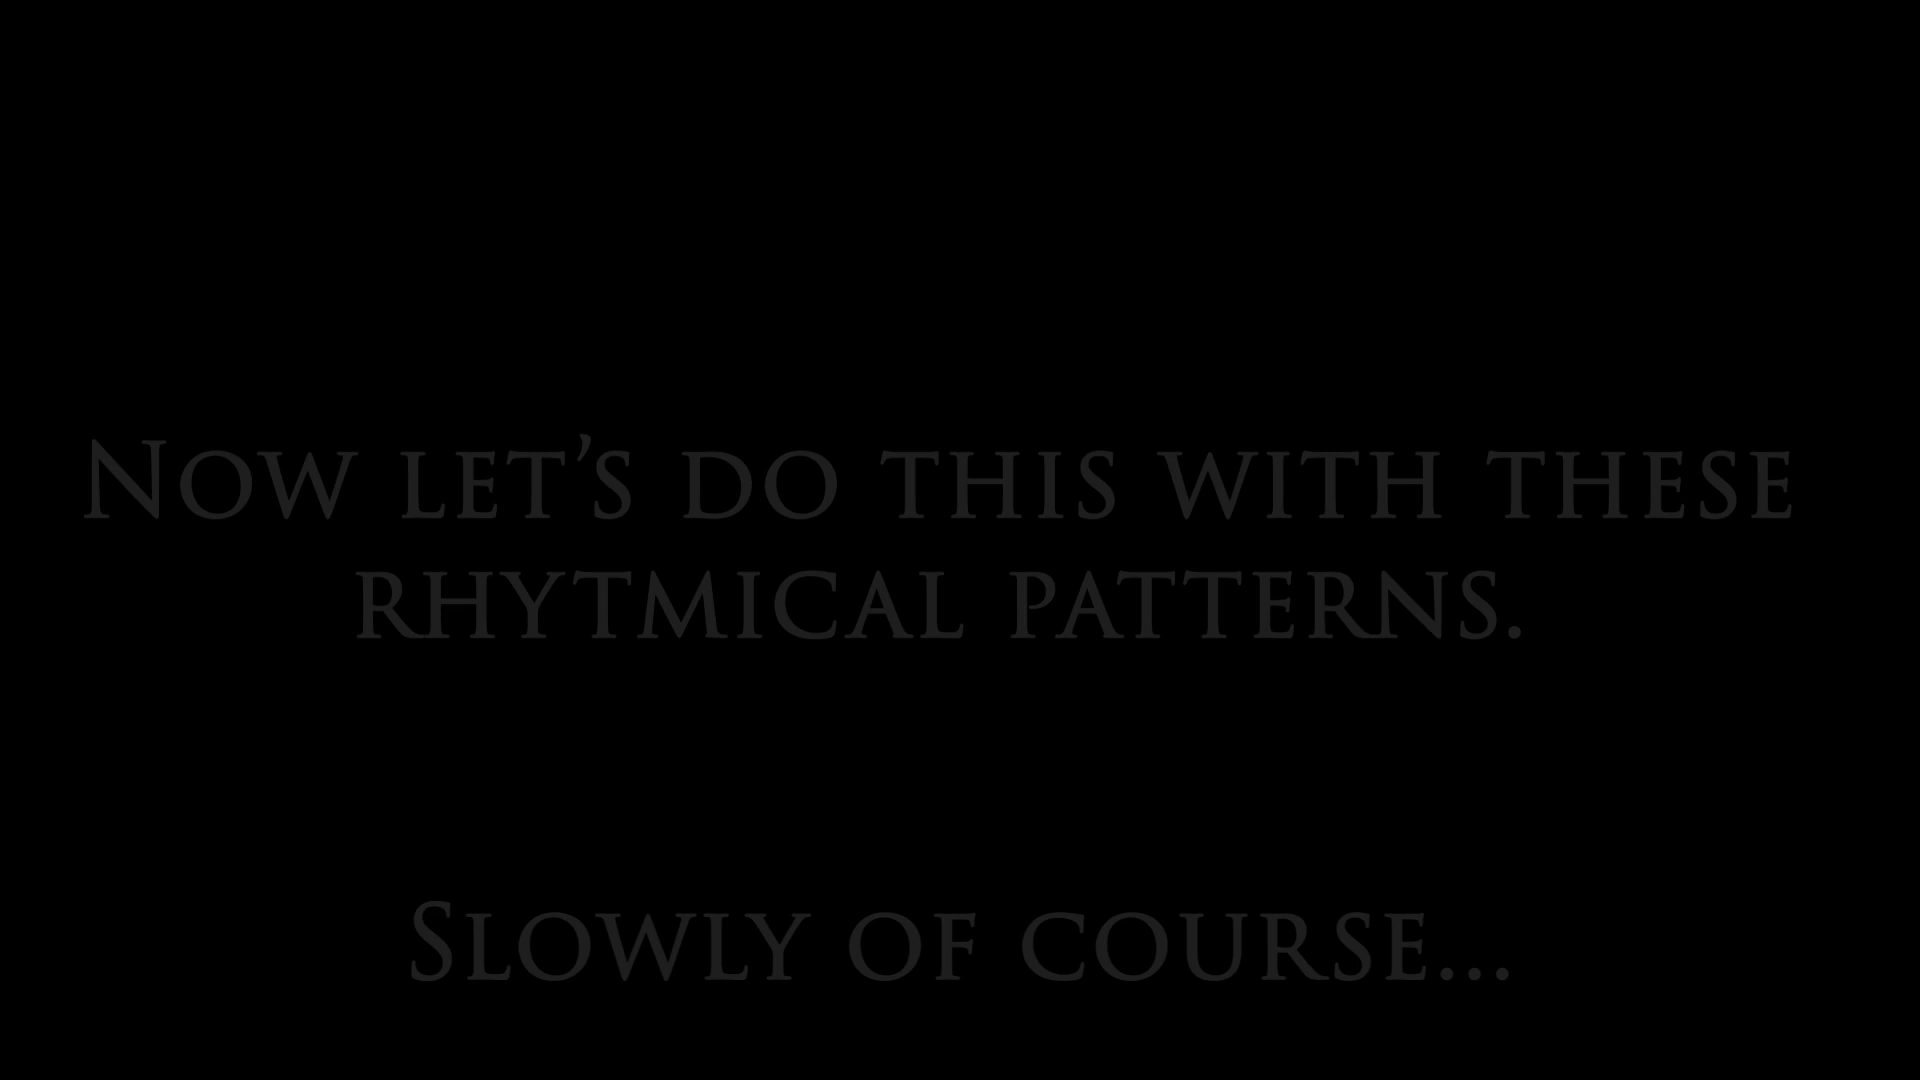 Now let’s do this with these
rhytmical patterns.
Slowly of course...